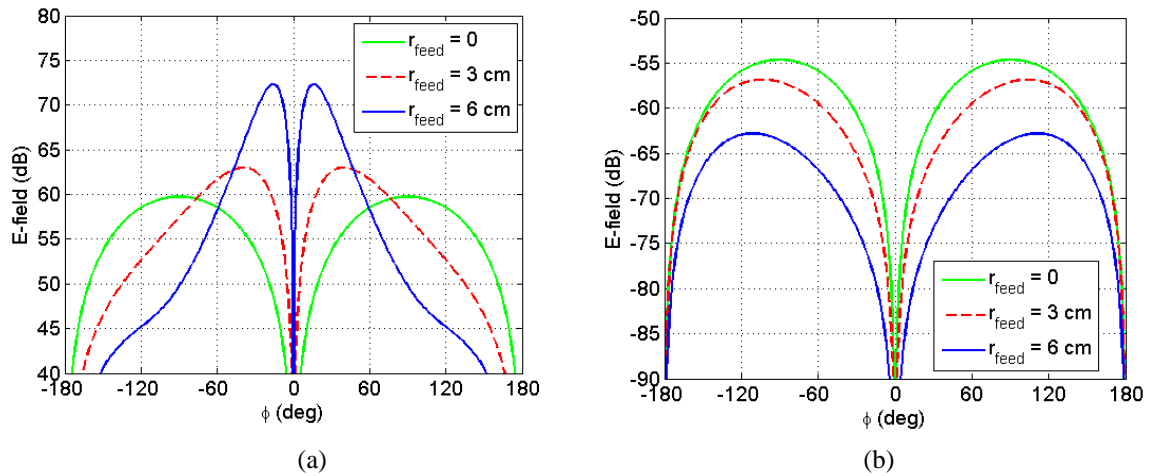 80
75
70
65
60
55
50
45
40
-180
-120
-60
0
60
120
180
E-field (dB)
ϕ (deg)
r_feed = 0
r_feed = 3 cm
r_feed = 6 cm
(a)
-50
-55
-60
-65
-70
-75
-80
-85
-90
-180
-120
-60
0
60
120
180
E-field (dB)
ϕ (deg)
r_feed = 0
r_feed = 3 cm
r_feed = 6 cm
(b)